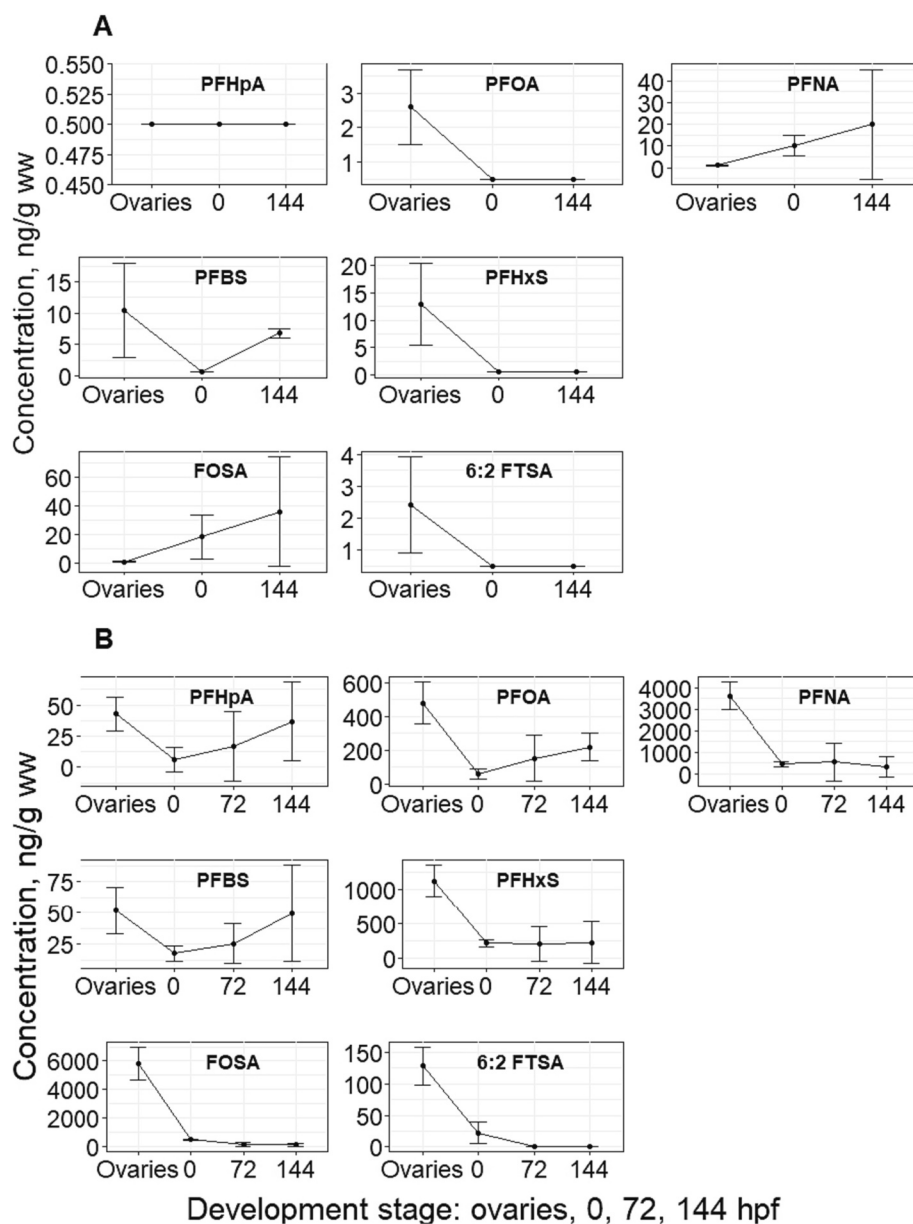 A
Concentration, ng/g ww
PFHpA
0.550
0.525
0.500
0.475
0.450
Ovaries 0 144
PFOA
3
2
1
Ovaries 0 144
PFNA
40
30
20
10
0
Ovaries 0 144
PFBS
15
10
5
0
Ovaries 0 144
PFHxS
20
15
10
5
0
Ovaries 0 144
FOSA
60
40
20
0
Ovaries 0 144
6:2 FTSA
4
3
2
1
Ovaries 0 144
B
Concentration, ng/g ww
PFHpA
50
25
0
Ovaries 0 72 144
PFOA
600
400
200
0
Ovaries 0 72 144
PFNA
4000
3000
2000
1000
0
Ovaries 0 72 144
PFBS
75
50
25
Ovaries 0 72 144
PFHxS
1000
500
0
Ovaries 0 72 144
FOSA
6000
4000
2000
0
Ovaries 0 72 144
6:2 FTSA
150
100
50
0
Ovaries 0 72 144
Development stage: ovaries, 0, 72, 144 hpf